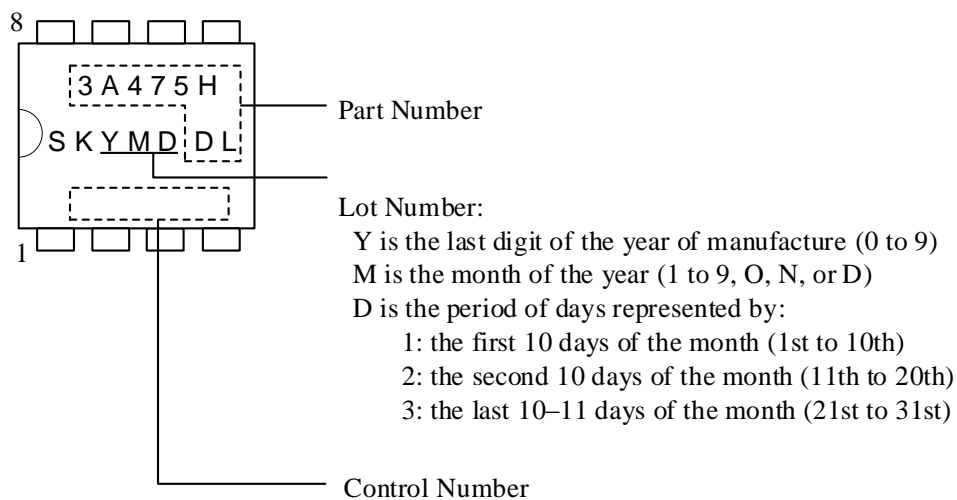 8
3 A 4 7 5 H
Part Number
S K Y M D D L
Lot Number:
1
Y is the last digit of the year of manufacture (0 to 9)
M is the month of the year (1 to 9, O, N, or D)
D is the period of days represented by:
1: the first 10 days of the month (1st to 10th)
2: the second 10 days of the month (11th to 20th)
3: the last 10–11 days of the month (21st to 31st)
Control Number